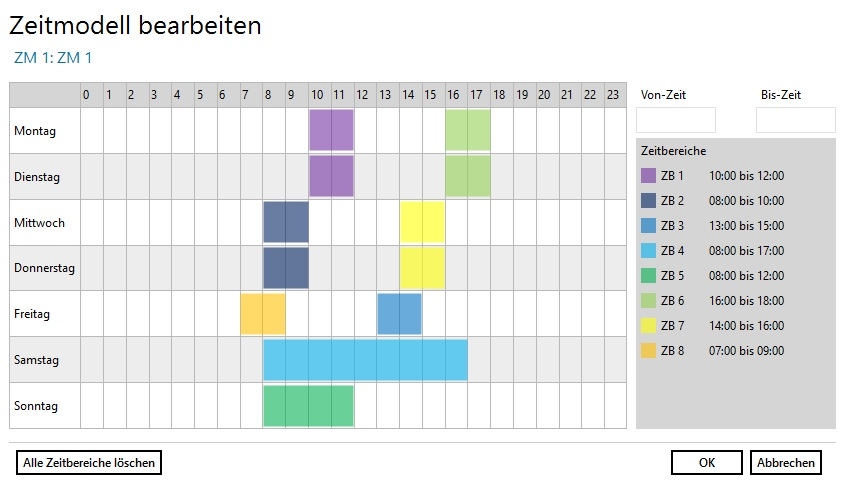 Zeitmodell bearbeiten
ZM 1: ZM 1
0 1 2 3 4 5 6 7 8 9 10 11 12 13 14 15 16 17 18 19 20 21 22 23
Montag
Dienstag
Mittwoch
Donnerstag
Freitag
Samstag
Sonntag
Von-Zeit Bis-Zeit
Zeitbereiche
ZB 1 10:00 bis 12:00
ZB 2 08:00 bis 10:00
ZB 3 13:00 bis 15:00
ZB 4 08:00 bis 17:00
ZB 5 08:00 bis 12:00
ZB 6 16:00 bis 18:00
ZB 7 14:00 bis 16:00
ZB 8 07:00 bis 09:00
Alle Zeitbereiche löschen OK Abbrechen